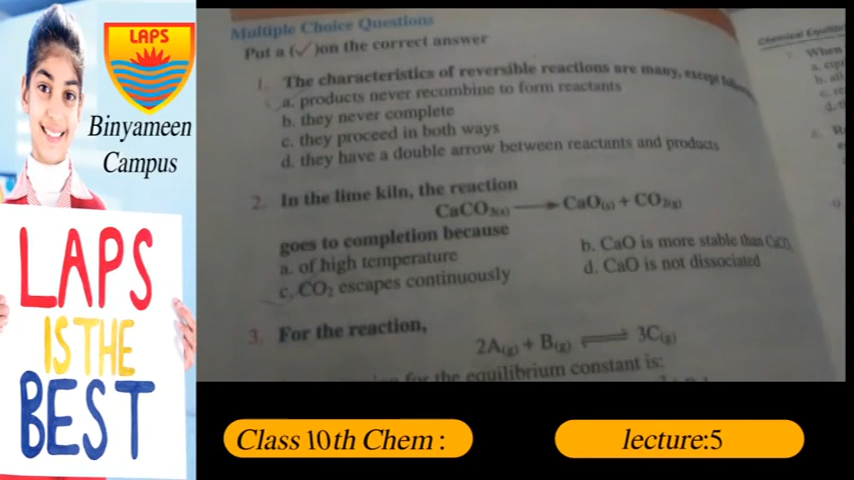 LAPS
Binyameen
Campus
LAPS
IS THE
BEST
Multiple Choice Questions
Put a (✓)on the correct answer
1. The characteristics of reversible reactions are many, except following
a. products never recombine to form reactants
b. they never complete
c. they proceed in both ways
d. they have a double arrow between reactants and products
2. In the lime kiln, the reaction
CaCO₃₍ₛ₎ ⟶ CaO₍ₛ₎ + CO₂₍g₎
goes to completion because
a. of high temperature
b. CaO is more stable than CaCO₃
c. CO₂ escapes continuously
d. CaO is not dissociated
3. For the reaction,
2A(g) + B(g) ⇌ 3C(g)
for the equilibrium constant is:
Chemical
When
Class 10th Chem :
lecture:5